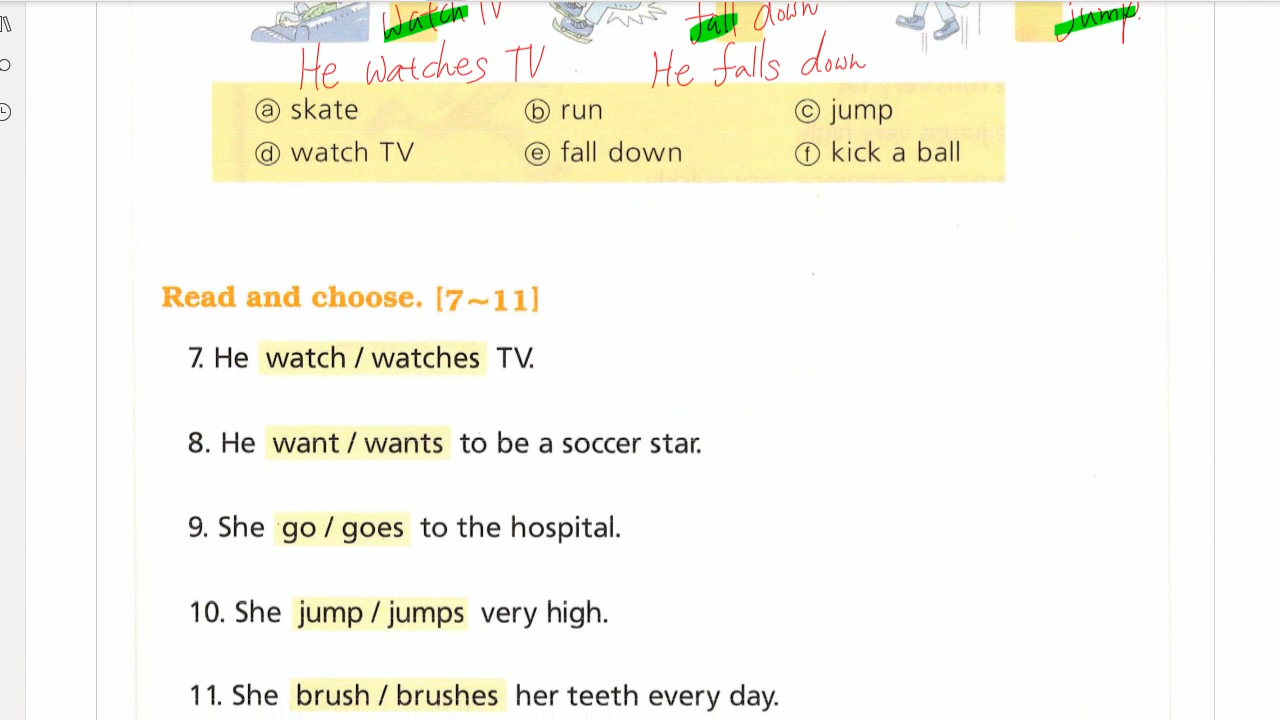 watch TV fall down jump.
He watches TV He falls down
ⓐ skate ⓑ run ⓒ jump
ⓓ watch TV ⓔ fall down ⓕ kick a ball
Read and choose. [7~11]
7. He watch / watches TV.
8. He want / wants to be a soccer star.
9. She go / goes to the hospital.
10. She jump / jumps very high.
11. She brush / brushes her teeth every day.